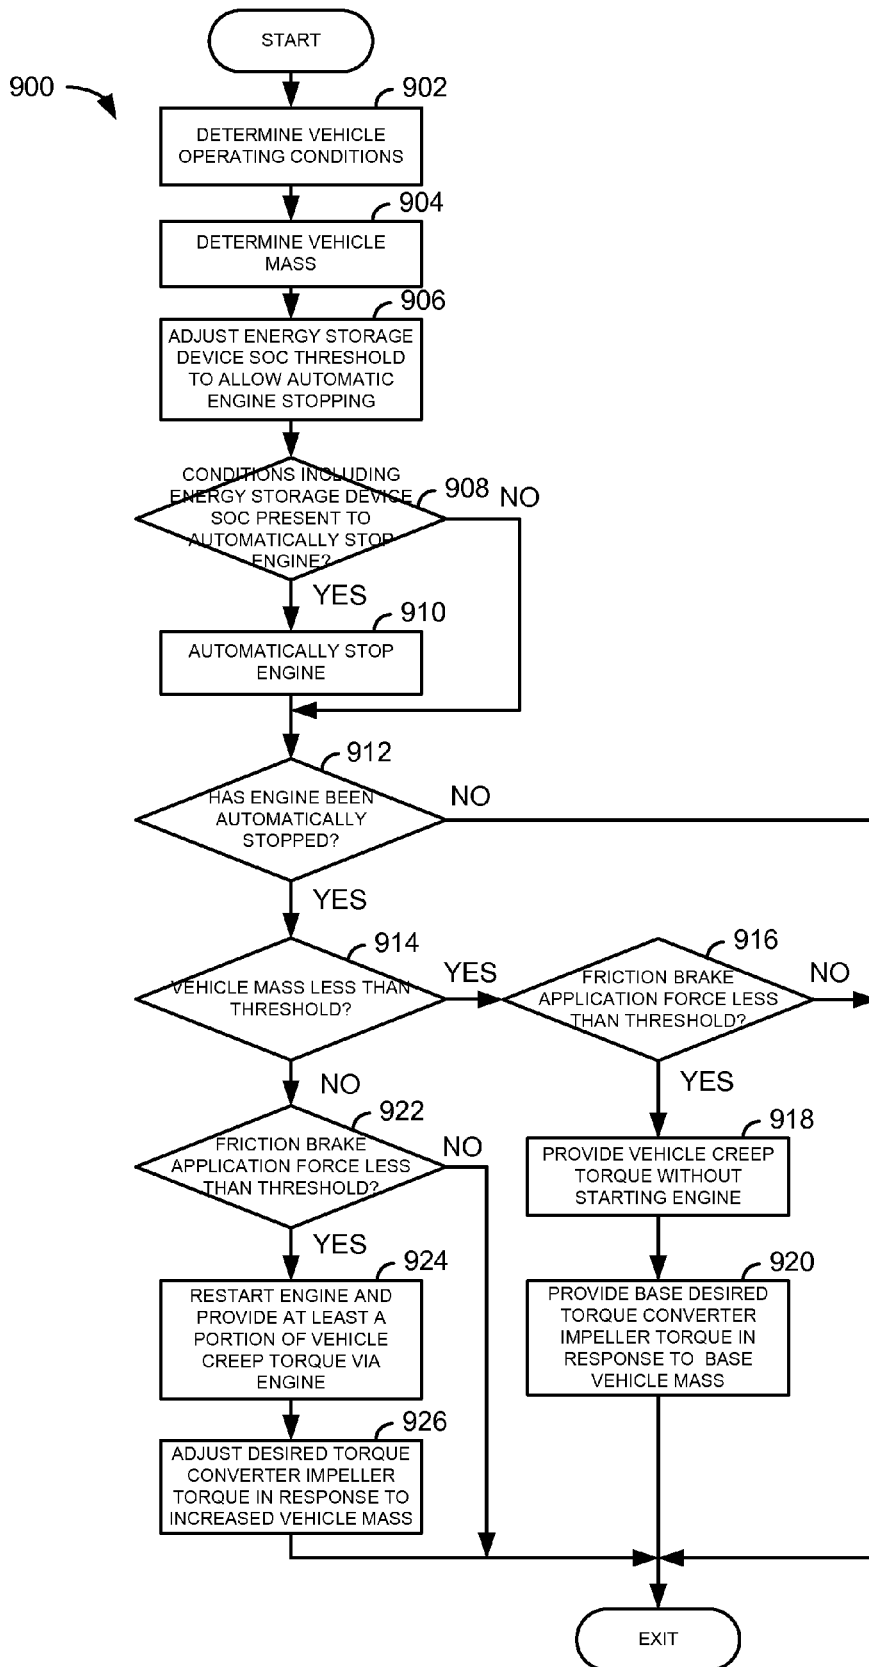 START
900
902
DETERMINE VEHICLE
OPERATING CONDITIONS
904
DETERMINE VEHICLE
MASS
906
ADJUST ENERGY STORAGE
DEVICE SOC THRESHOLD
TO ALLOW AUTOMATIC
ENGINE STOPPING
CONDITIONS INCLUDING
ENERGY STORAGE DEVICE
SOC PRESENT TO
AUTOMATICALLY STOP
ENGINE?
908
NO
YES
910
AUTOMATICALLY STOP
ENGINE
912
HAS ENGINE BEEN
AUTOMATICALLY
STOPPED?
NO
YES
914
VEHICLE MASS LESS THAN
THRESHOLD?
YES
916
FRICTION BRAKE
APPLICATION FORCE LESS
THAN THRESHOLD?
NO
NO
YES
922
FRICTION BRAKE
APPLICATION FORCE LESS
THAN THRESHOLD?
NO
918
PROVIDE VEHICLE CREEP
TORQUE WITHOUT
STARTING ENGINE
YES
924
RESTART ENGINE AND
PROVIDE AT LEAST A
PORTION OF VEHICLE
CREEP TORQUE VIA
ENGINE
920
PROVIDE BASE DESIRED
TORQUE CONVERTER
IMPELLER TORQUE IN
RESPONSE TO BASE
VEHICLE MASS
926
ADJUST DESIRED TORQUE
CONVERTER IMPELLER
TORQUE IN RESPONSE TO
INCREASED VEHICLE MASS
EXIT